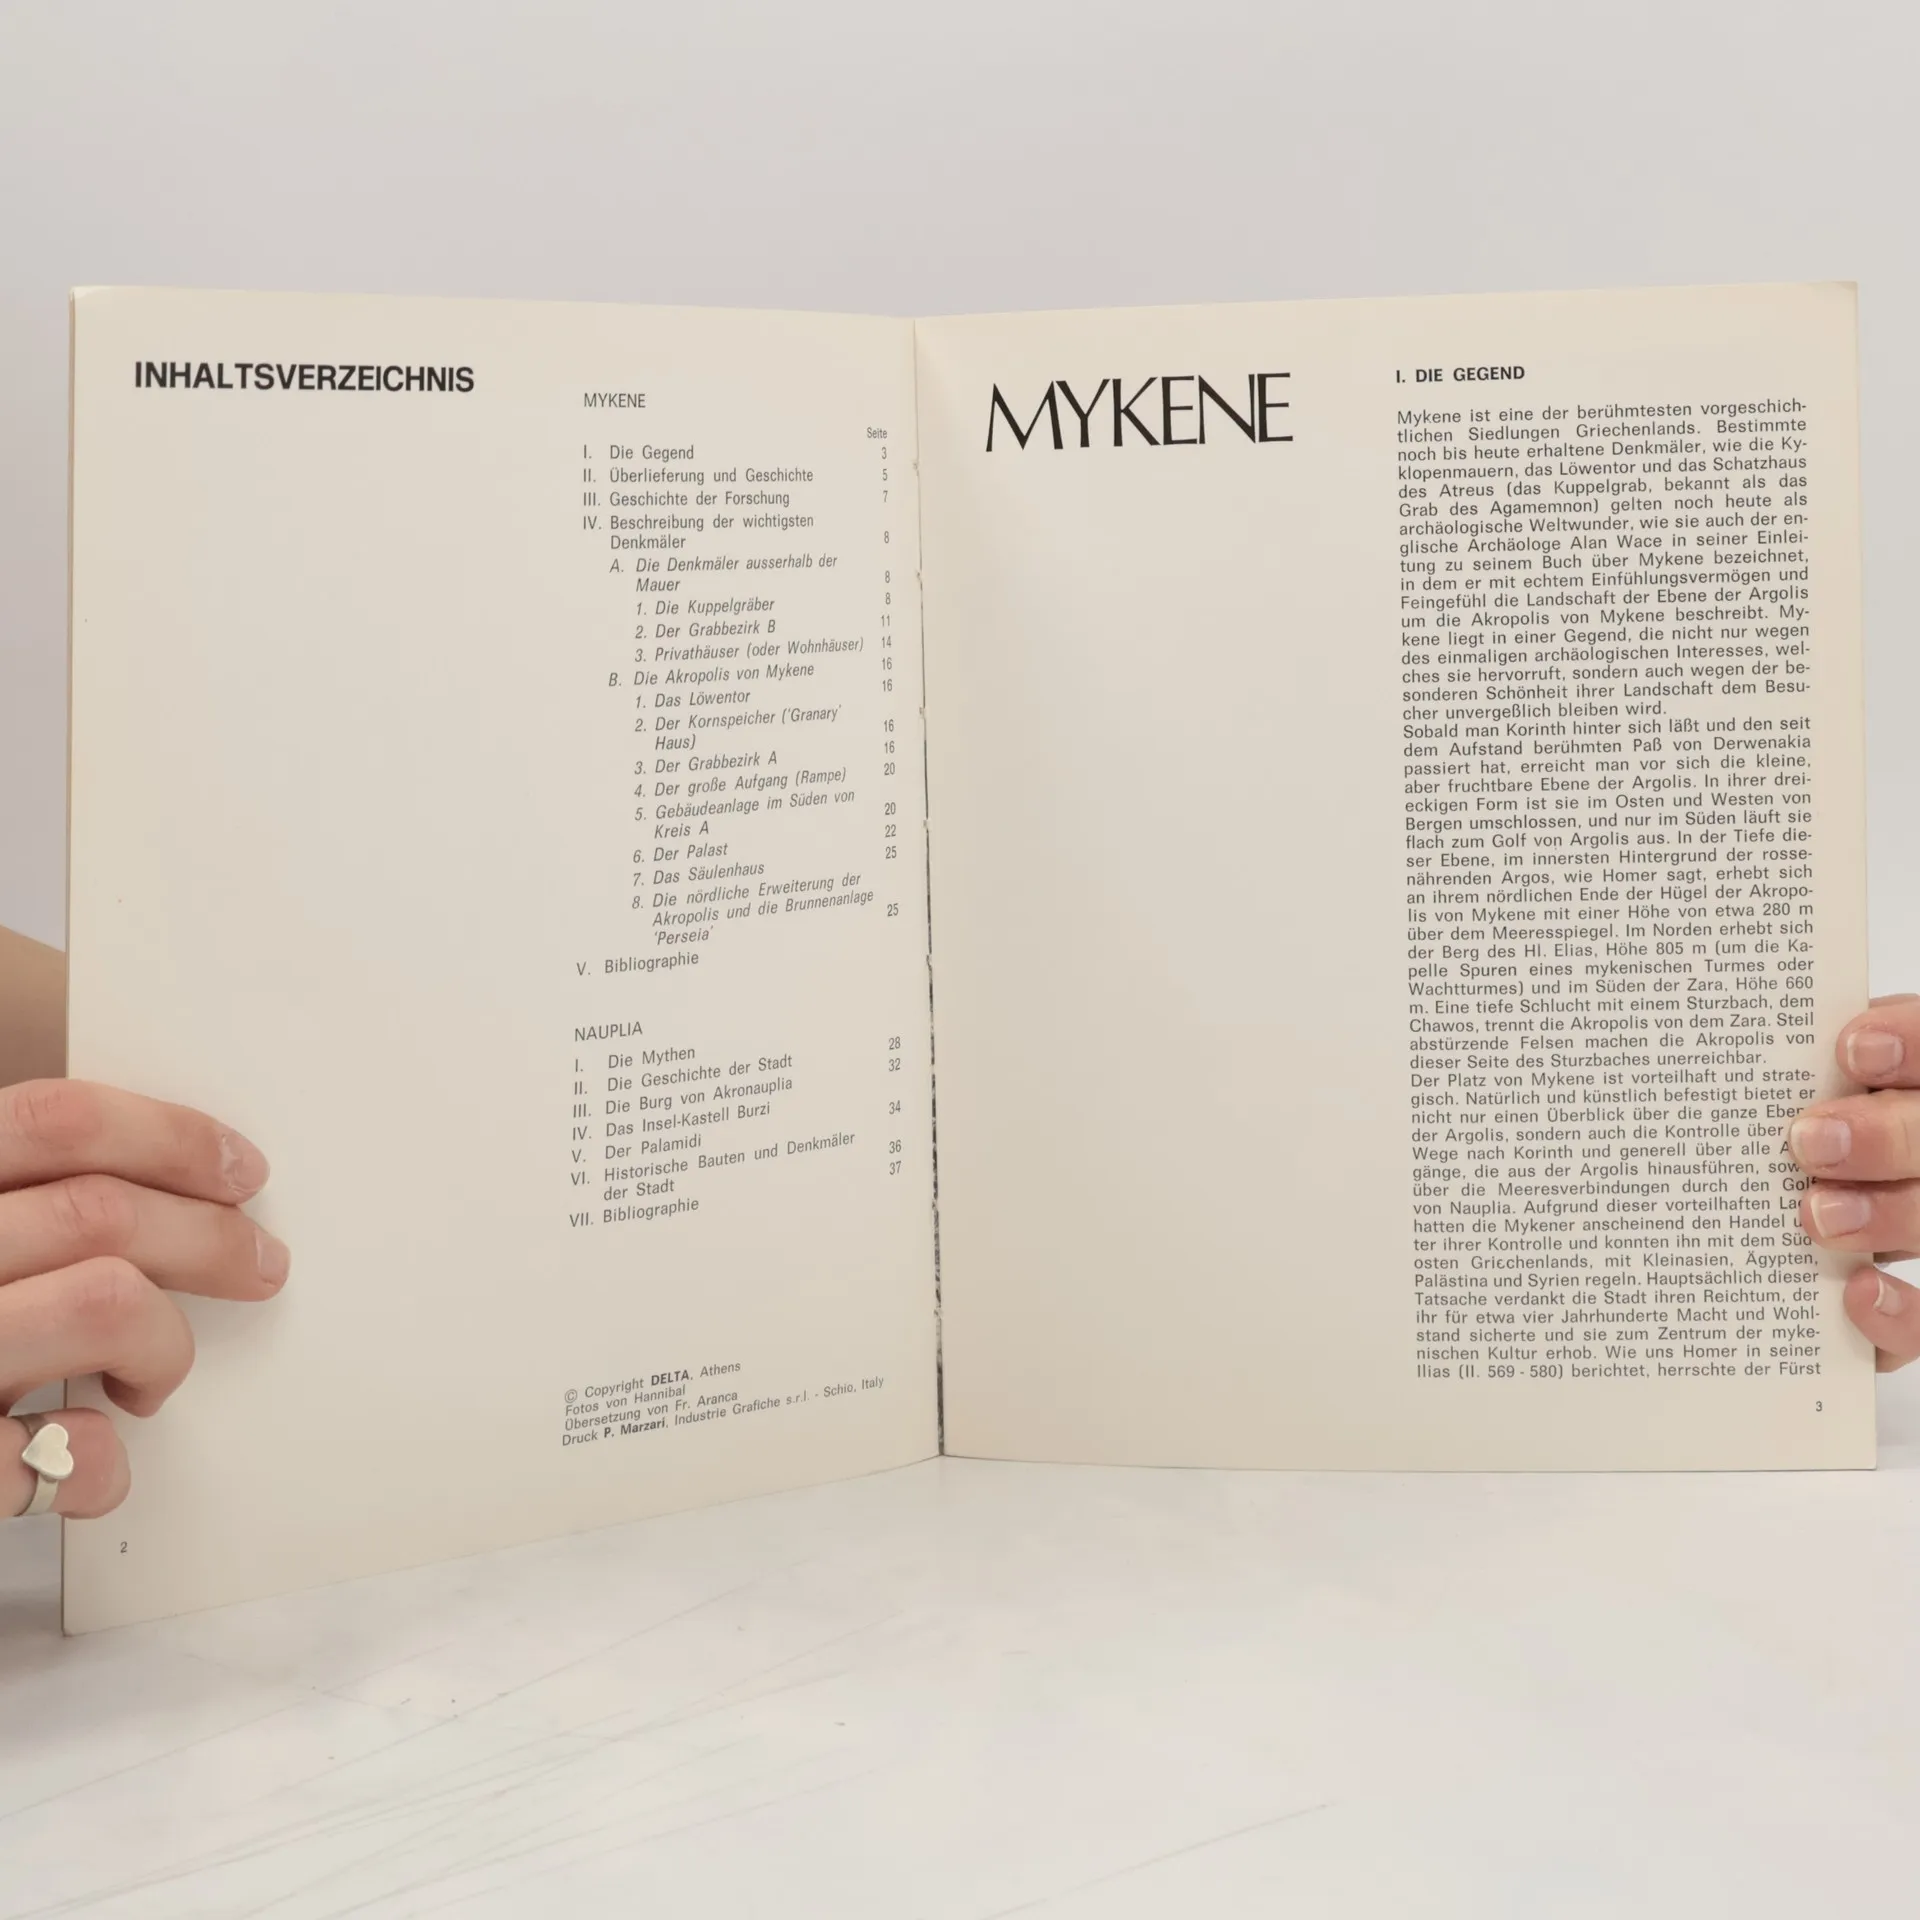 INHALTSVERZEICHNIS
MYKENE
Seite
I. Die Gegend 3
II. Überlieferung und Geschichte 5
III. Geschichte der Forschung 7
IV. Beschreibung der wichtigsten
Denkmäler 8
A. Die Denkmäler ausserhalb der
Mauer 8
1. Die Kuppelgräber 8
2. Der Grabbezirk B 11
3. Privathäuser (oder Wohnhäuser) 14
B. Die Akropolis von Mykene 16
1. Das Löwentor 16
2. Der Kornspeicher ('Granary'
Haus) 16
3. Der Grabbezirk A 16
4. Der große Aufgang (Rampe) 20
5. Gebäudeanlage im Süden von
Kreis A 20
6. Der Palast 22
7. Das Säulenhaus 25
8. Die nördliche Erweiterung der
Akropolis und die Brunnenanlage
'Perseia' 25
V. Bibliographie
NAUPLIA
I. Die Mythen 28
II. Die Geschichte der Stadt 32
III. Die Burg von Akronauplia
IV. Das Insel-Kastell Burzi 34
V. Der Palamidi
VI. Historische Bauten und Denkmäler 36
der Stadt 37
VII. Bibliographie
© Copyright DELTA, Athens
Fotos von Hannibal
Übersetzung von Fr. Aranca
Druck P. Marzari, Industrie Grafiche s.r.l. - Schio, Italy
2
MYKENE
I. DIE GEGEND
Mykene ist eine der berühmtesten vorgeschich-
tlichen Siedlungen Griechenlands. Bestimmte
noch bis heute erhaltene Denkmäler, wie die Ky-
klopenmauern, das Löwentor und das Schatzhaus
des Atreus (das Kuppelgrab, bekannt als das
Grab des Agamemnon) gelten noch heute als
archäologische Weltwunder, wie sie auch der en-
glische Archäologe Alan Wace in seiner Einlei-
tung zu seinem Buch über Mykene bezeichnet,
in dem er mit echtem Einfühlungsvermögen und
Feingefühl die Landschaft der Ebene der Argolis
um die Akropolis von Mykene beschreibt. My-
kene liegt in einer Gegend, die nicht nur wegen
des einmaligen archäologischen Interesses, wel-
ches sie hervorruft, sondern auch wegen der be-
sonderen Schönheit ihrer Landschaft dem Besu-
cher unvergeßlich bleiben wird.
Sobald man Korinth hinter sich läßt und den seit
dem Aufstand berühmten Paß von Derwenakia
passiert hat, erreicht man vor sich die kleine,
aber fruchtbare Ebene der Argolis. In ihrer drei-
eckigen Form ist sie im Osten und Westen von
Bergen umschlossen, und nur im Süden läuft sie
flach zum Golf von Argolis aus. In der Tiefe die-
ser Ebene, im innersten Hintergrund der rosse-
nährenden Argos, wie Homer sagt, erhebt sich
an ihrem nördlichen Ende der Hügel der Akropo-
lis von Mykene mit einer Höhe von etwa 280 m
über dem Meeresspiegel. Im Norden erhebt sich
der Berg des Hl. Elias, Höhe 805 m (um die Ka-
pelle Spuren eines mykenischen Turmes oder
Wachtturmes) und im Süden der Zara, Höhe 660
m. Eine tiefe Schlucht mit einem Sturzbach, dem
Chawos, trennt die Akropolis von dem Zara. Steil
abstürzende Felsen machen die Akropolis von
dieser Seite des Sturzbaches unerreichbar.
Der Platz von Mykene ist vorteilhaft und strate-
gisch. Natürlich und künstlich befestigt bietet er
nicht nur einen Überblick über die ganze Eben
der Argolis, sondern auch die Kontrolle über
Wege nach Korinth und generell über alle A
gänge, die aus der Argolis hinausführen, sow
über die Meeresverbindungen durch den Golf
von Nauplia. Aufgrund dieser vorteilhaften La
hatten die Mykener anscheinend den Handel u
ter ihrer Kontrolle und konnten ihn mit dem Süd
osten Griechenlands, mit Kleinasien, Ägypten,
Palästina und Syrien regeln. Hauptsächlich dieser
Tatsache verdankt die Stadt ihren Reichtum, der
ihr für etwa vier Jahrhunderte Macht und Wohl-
stand sicherte und sie zum Zentrum der myke-
nischen Kultur erhob. Wie uns Homer in seiner
Ilias (II. 569 - 580) berichtet, herrschte der Fürst
3